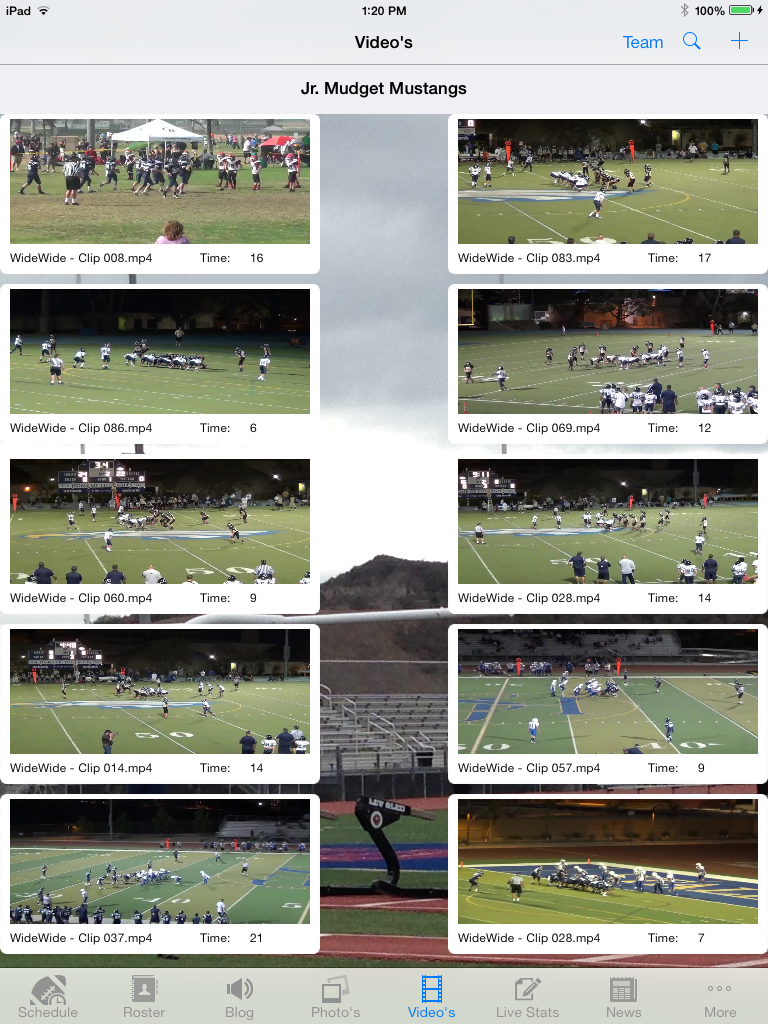 iPad 1:20 PM 100%
Video's Team
Jr. Mudget Mustangs
WideWide - Clip 008.mp4 Time: 16
WideWide - Clip 083.mp4 Time: 17
WideWide - Clip 086.mp4 Time: 6
WideWide - Clip 069.mp4 Time: 12
WideWide - Clip 060.mp4 Time: 9
WideWide - Clip 028.mp4 Time: 14
WideWide - Clip 014.mp4 Time: 14
WideWide - Clip 057.mp4 Time: 9
LEV SLED
WideWide - Clip 037.mp4 Time: 21
WideWide - Clip 028.mp4 Time: 7
Schedule Roster Blog Photo's Video's Live Stats News More